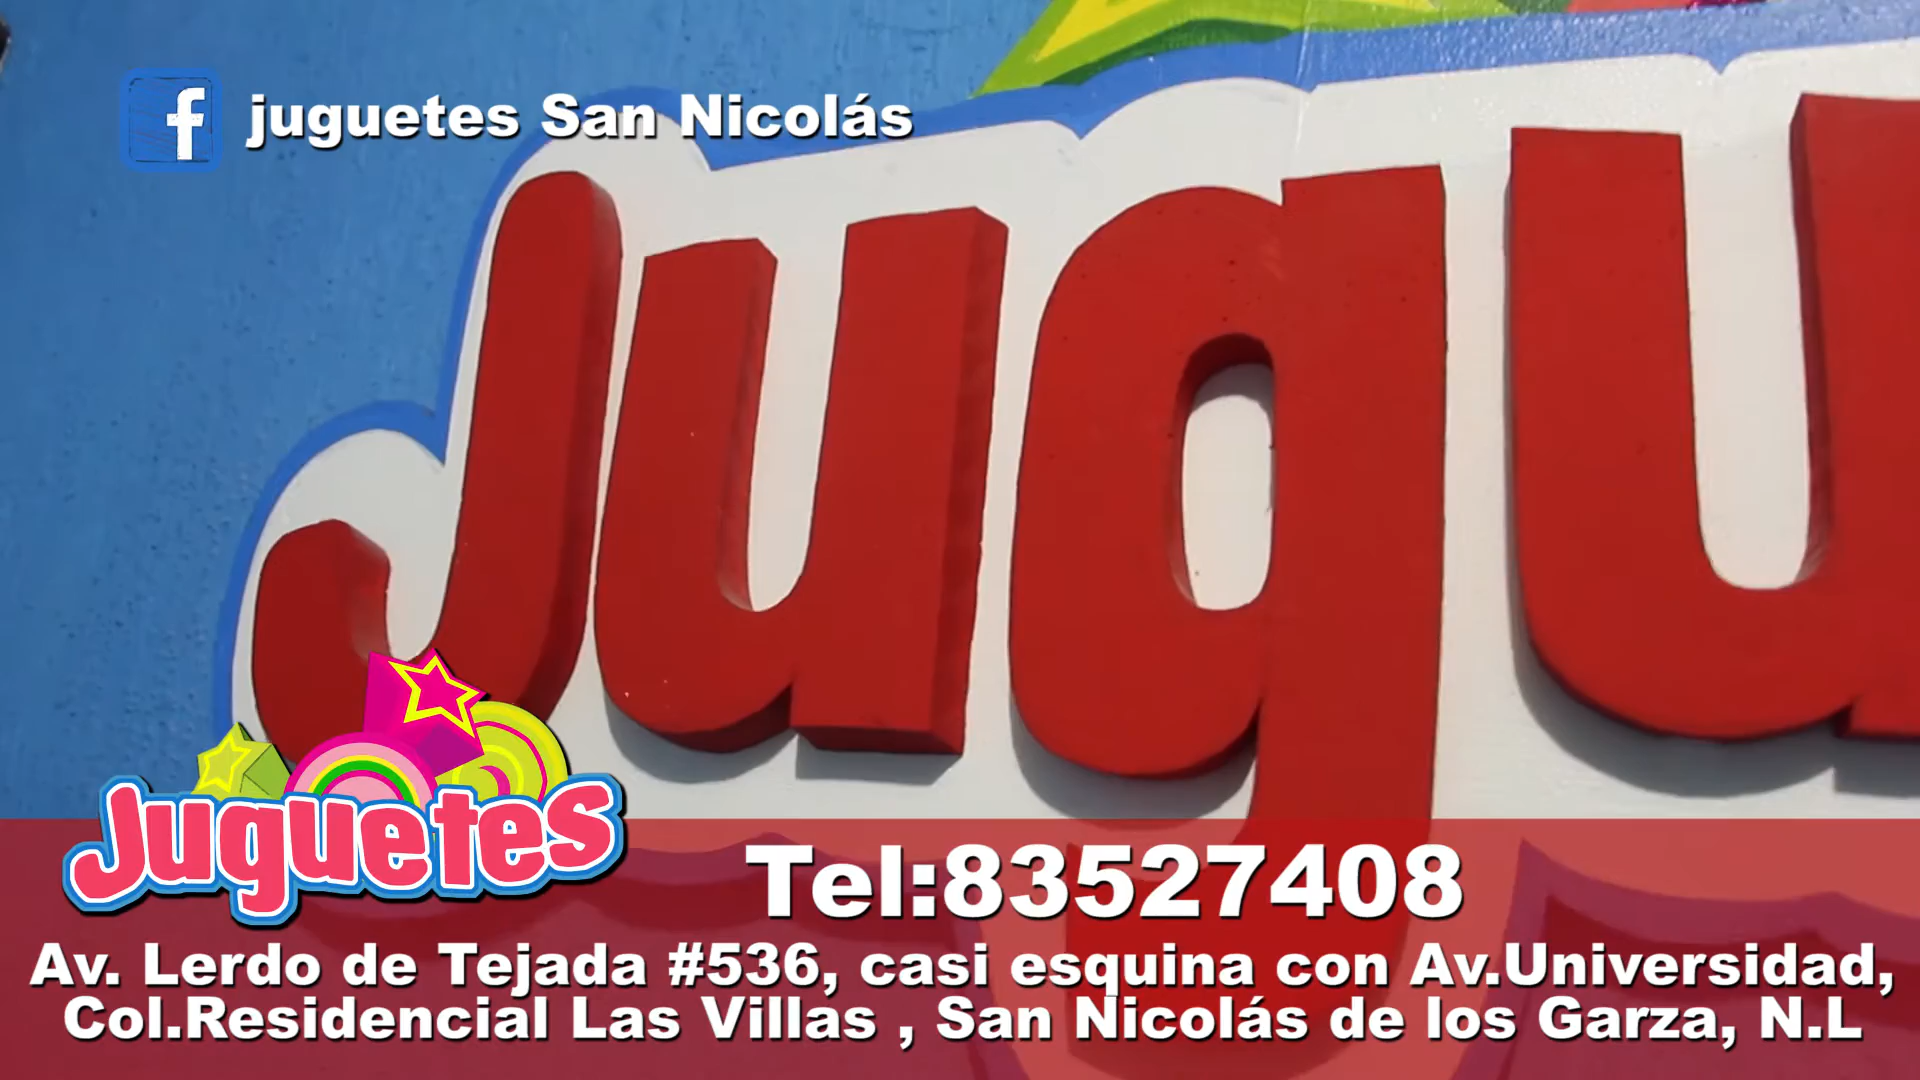 f juguetes San Nicolás
Jugu
Juguetes
Tel:83527408
Av. Lerdo de Tejada #536, casi esquina con Av.Universidad,
Col.Residencial Las Villas , San Nicolás de los Garza, N.L